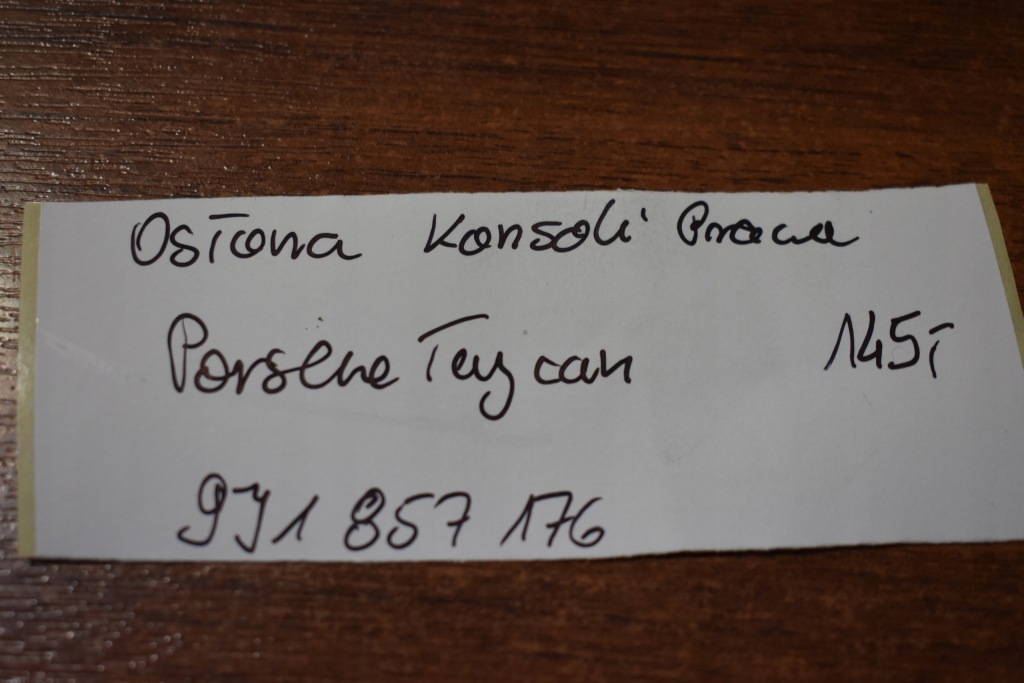 Osłona Konsoli Prawa
Porsche Taycan 145,-
9J1 857 176